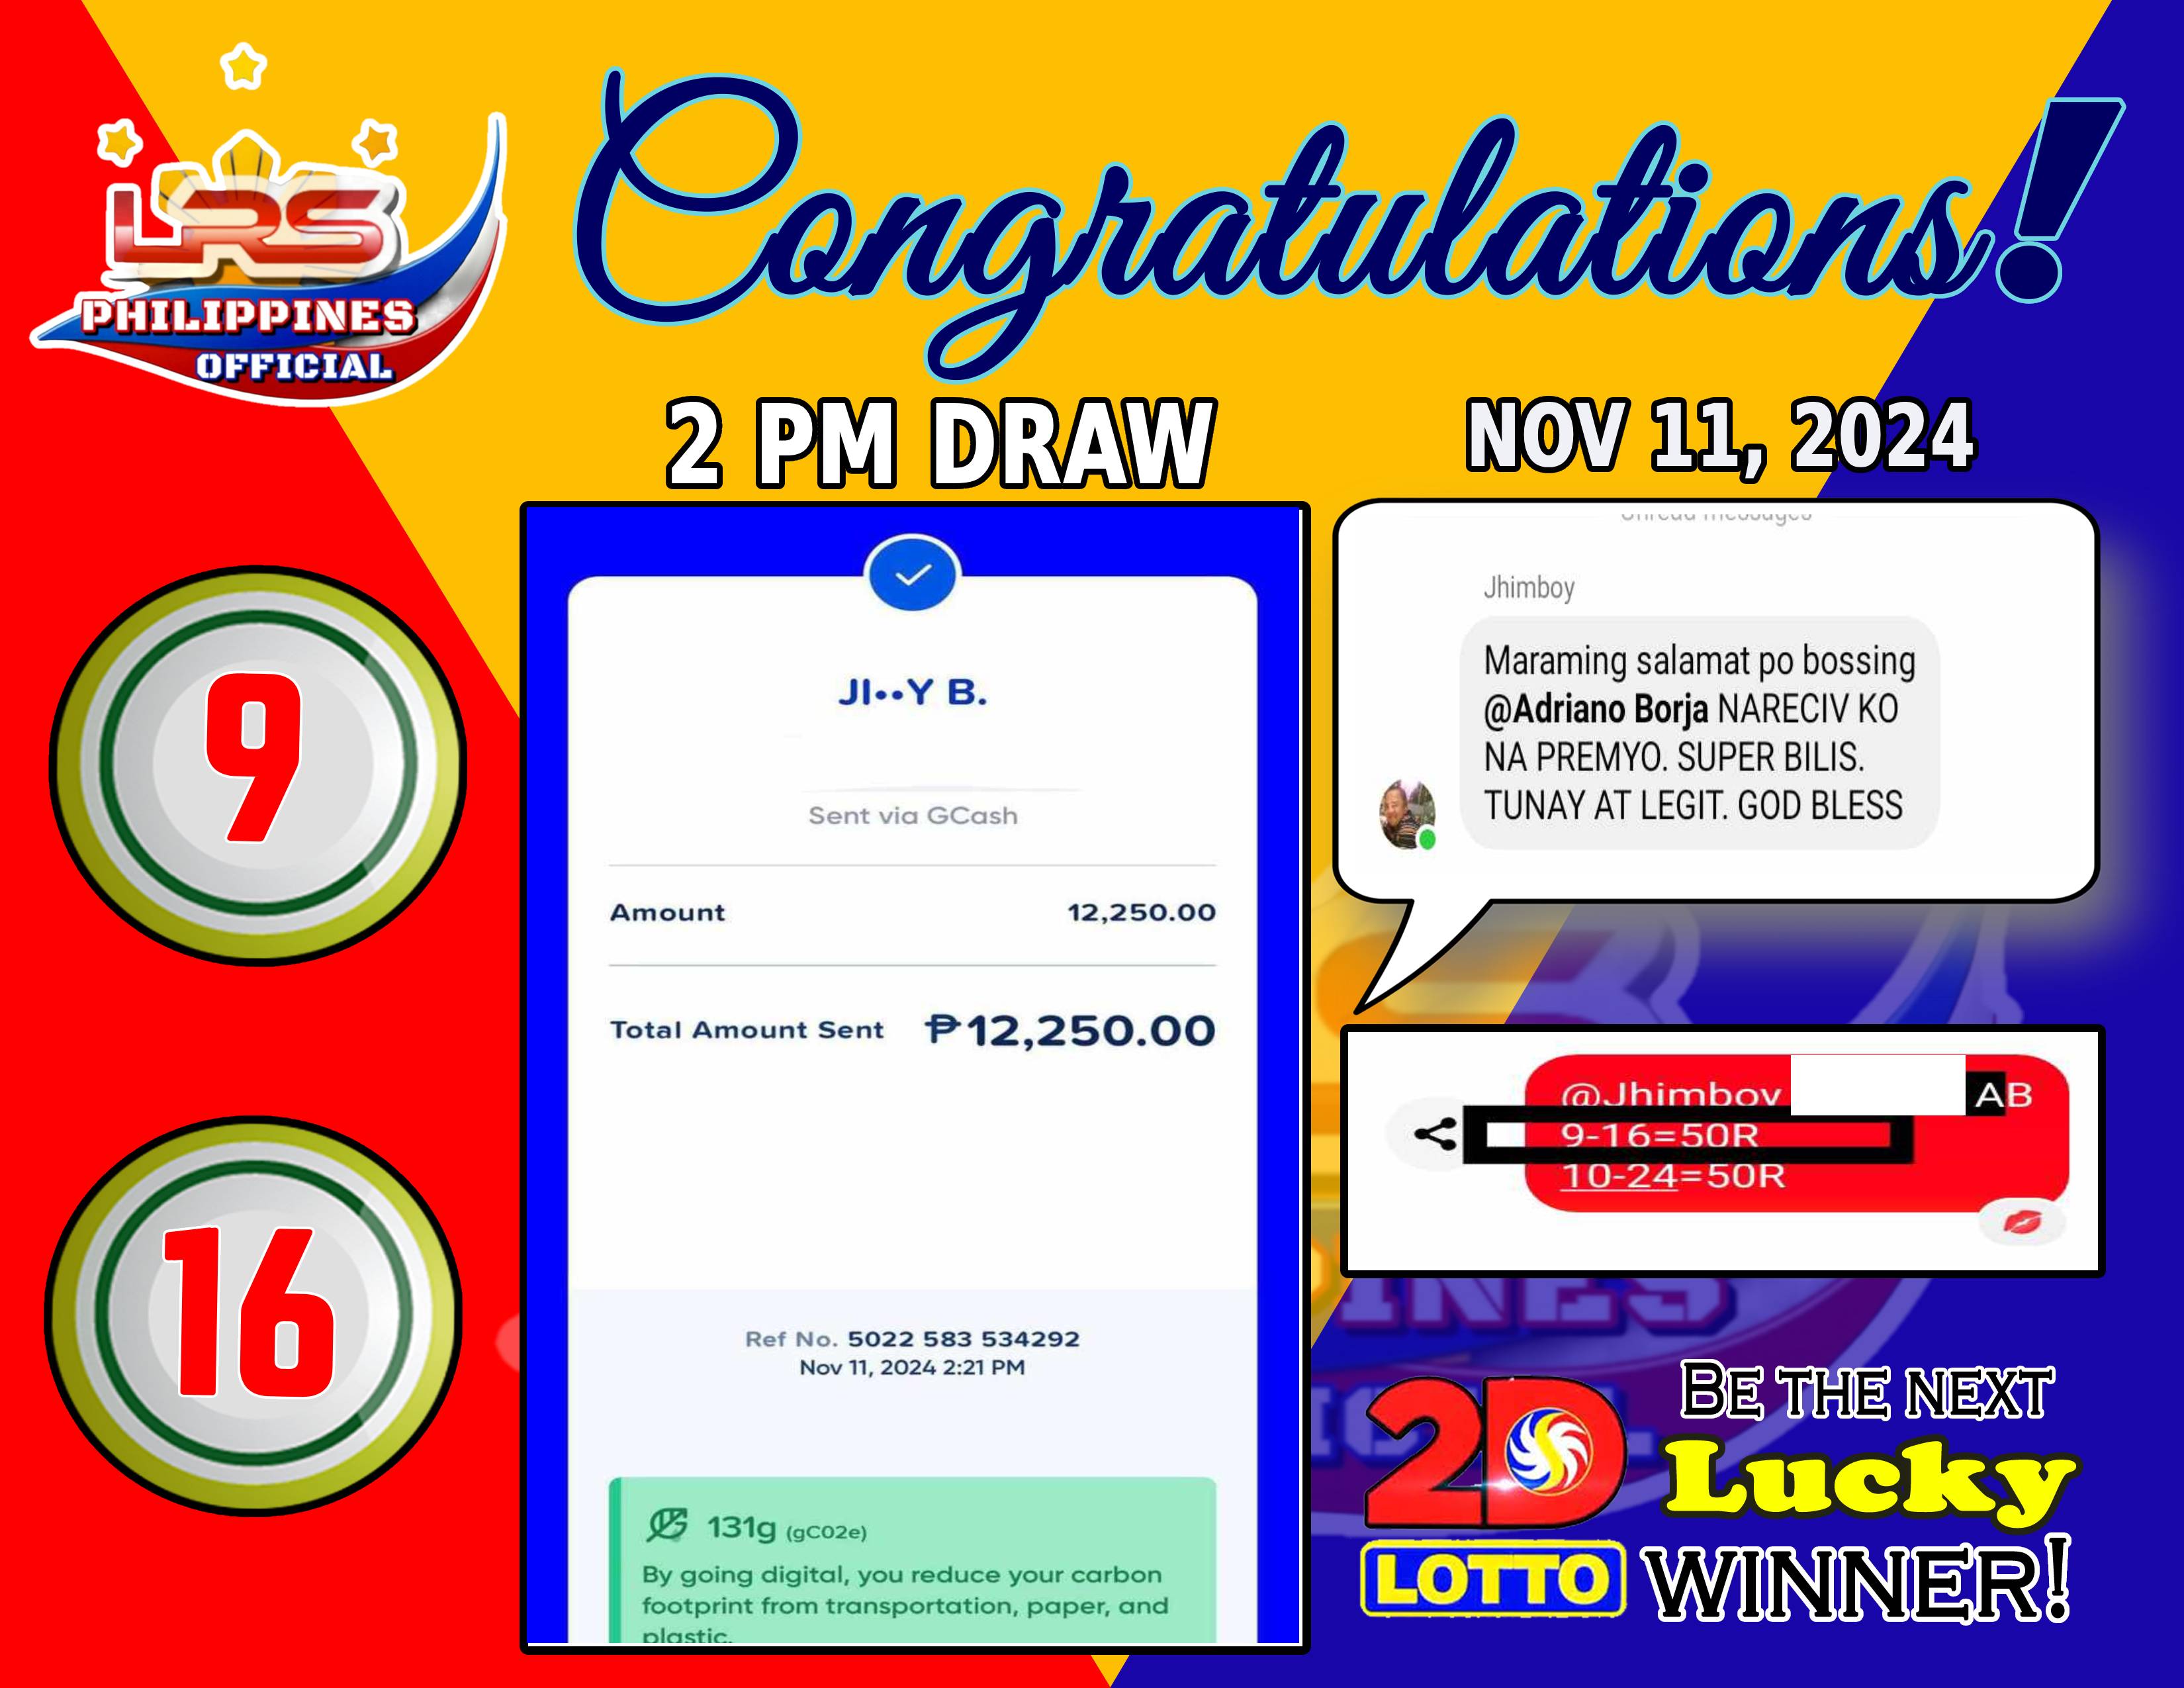 LRS
PHILIPPINES
OFFICIAL
Congratulations!
2 PM DRAW
NOV 11, 2024
9
16
JI••Y B.
Sent via GCash
Amount 12,250.00
Total Amount Sent ₱12,250.00
Ref No. 5022 583 534292
Nov 11, 2024 2:21 PM
131g (gCO2e)
By going digital, you reduce your carbon
footprint from transportation, paper, and
plastic.
Unread messages
Jhimboy
Maraming salamat po bossing
@Adriano Borja NARECIV KO
NA PREMYO. SUPER BILIS.
TUNAY AT LEGIT. GOD BLESS
@Jhimboy AB
9-16=50R
10-24=50R
2D
LOTTO
BE THE NEXT
Lucky
WINNER!